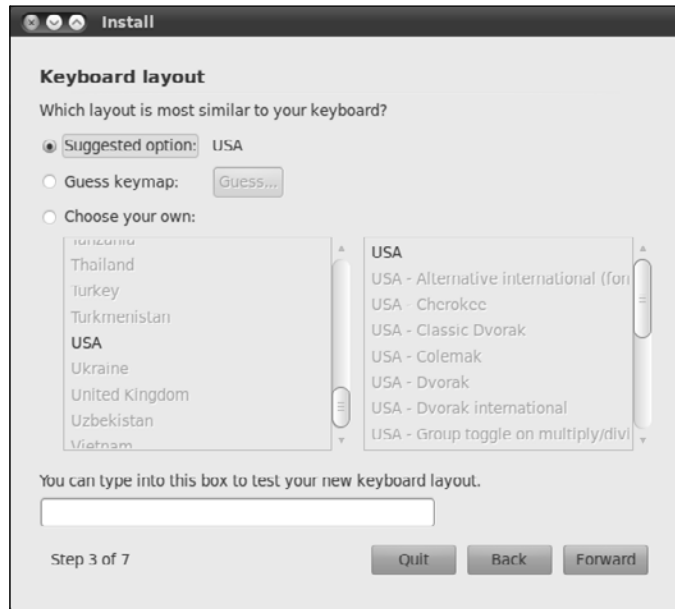 Install
Keyboard layout
Which layout is most similar to your keyboard?
Suggested option: USA
Guess keymap: Guess...
Choose your own:
Tanzania
Thailand
Turkey
Turkmenistan
USA
Ukraine
United Kingdom
Uzbekistan
Vietnam
USA
USA - Alternative international (for
USA - Cherokee
USA - Classic Dvorak
USA - Colemak
USA - Dvorak
USA - Dvorak international
USA - Group toggle on multiply/divi
You can type into this box to test your new keyboard layout.
Step 3 of 7
Quit Back Forward